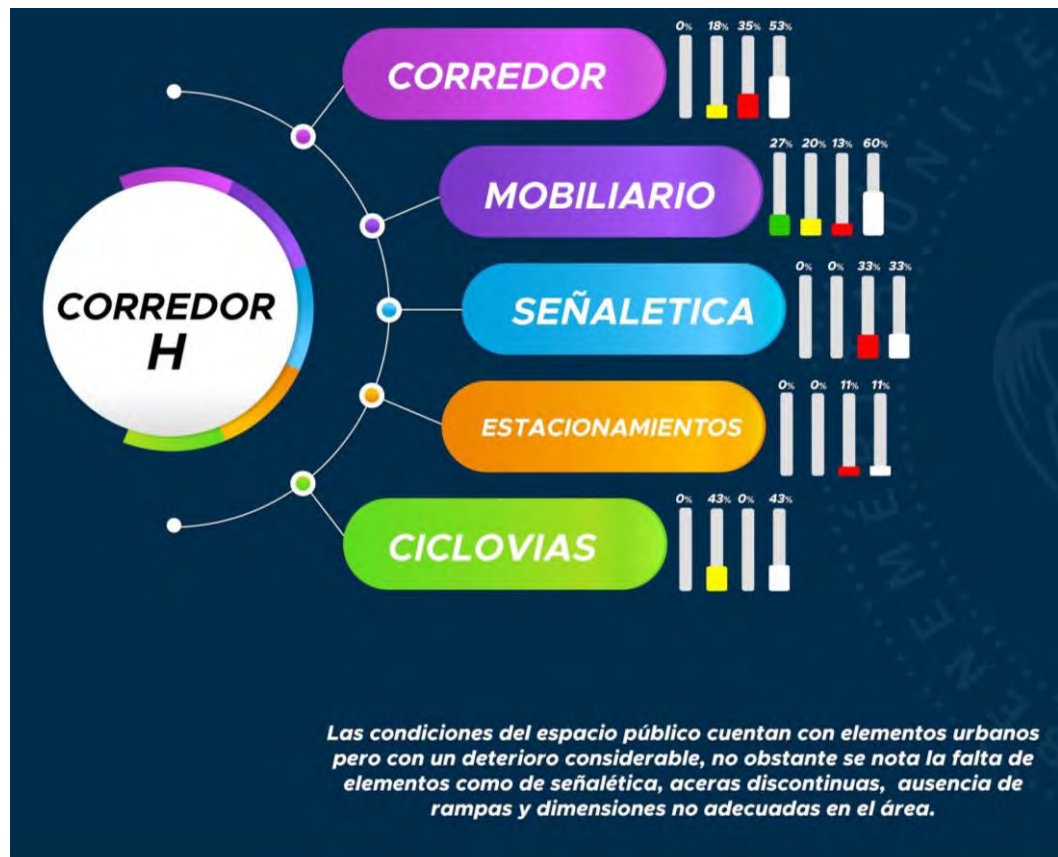 0% 18% 35% 53%
CORREDOR
27% 20% 13% 60%
MOBILIARIO
0% 0% 33% 33%
SEÑALETICA
CORREDOR
H
0% 0% 11% 11%
ESTACIONAMIENTOS
0% 43% 0% 43%
CICLOVIAS
Las condiciones del espacio público cuentan con elementos urbanos
pero con un deterioro considerable, no obstante se nota la falta de
elementos como de señalética, aceras discontinuas, ausencia de
rampas y dimensiones no adecuadas en el área.